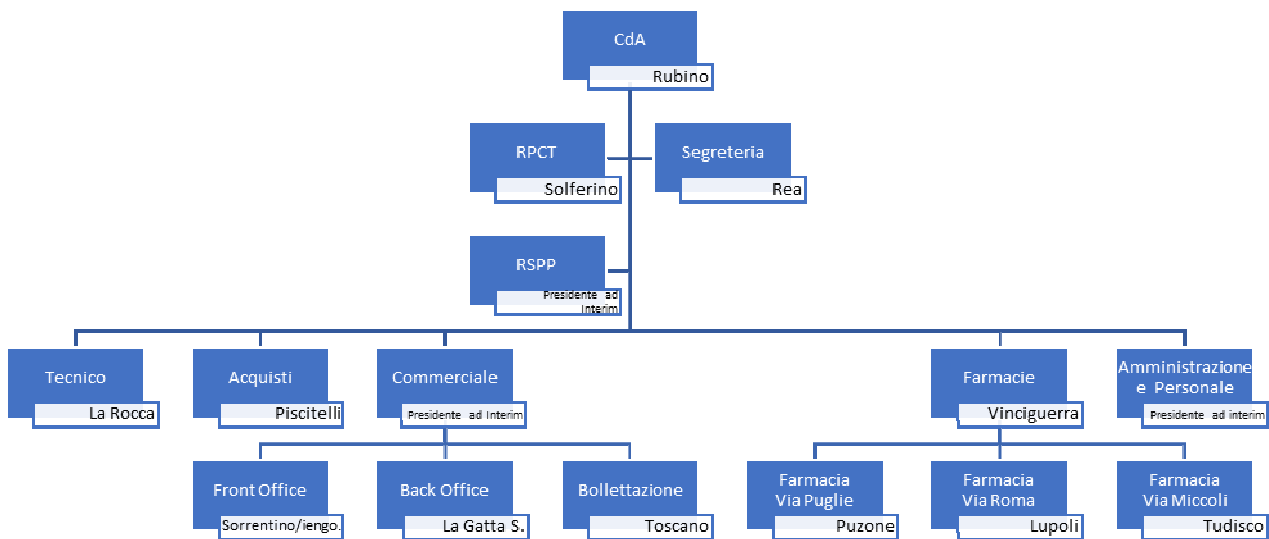 CdA
Rubino
RPCT
Solferino
Segreteria
Rea
RSPP
Presidente ad
Interim
Tecnico
La Rocca
Acquisti
Piscitelli
Commerciale
Presidente ad Interim
Farmacie
Vinciguerra
Amministrazione
e Personale
Presidente ad interim
Front Office
Sorrentino/iengo.
Back Office
La Gatta S.
Bollettazione
Toscano
Farmacia
Via Puglie
Puzone
Farmacia
Via Roma
Lupoli
Farmacia
Via Miccoli
Tudisco